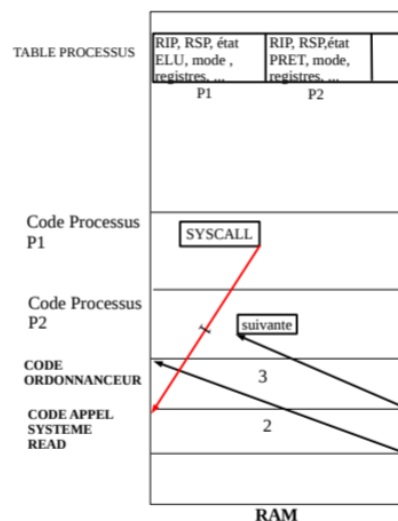 TABLE PROCESSUS
RIP, RSP, état
ELU, mode ,
registres, ...
P1
RIP, RSP,état
PRET, mode,
registres, ...
P2
Code Processus
P1
SYSCALL
Code Processus
P2
suivante
CODE
ORDONNANCEUR
3
CODE APPEL
SYSTEME
READ
2
RAM